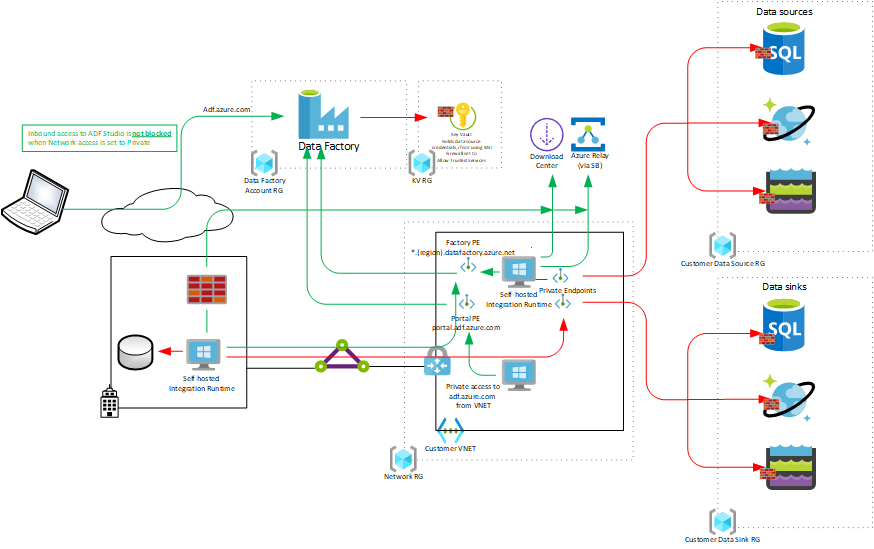 Data sources
SQL
Adf.azure.com
Inbound access to ADF Studio is not blocked
when Network access is set to Private
Data Factory
Key Vault
Holds data source
credentials, if not using MSI
Firewall set to
Allow Trusted Services
Download
Center
Azure Relay
(via SB)
Data Factory
Account RG
KV RG
Factory PE
*.{region}.datafactory.azure.net
Customer Data Source RG
Self-hosted
Integration Runtime
Private Endpoints
Data sinks
SQL
Portal PE
portal.adf.azure.com
Self-hosted
Integration Runtime
Private access to
adf.azure.com
from VNET
Customer VNET
Network RG
Customer Data Sink RG